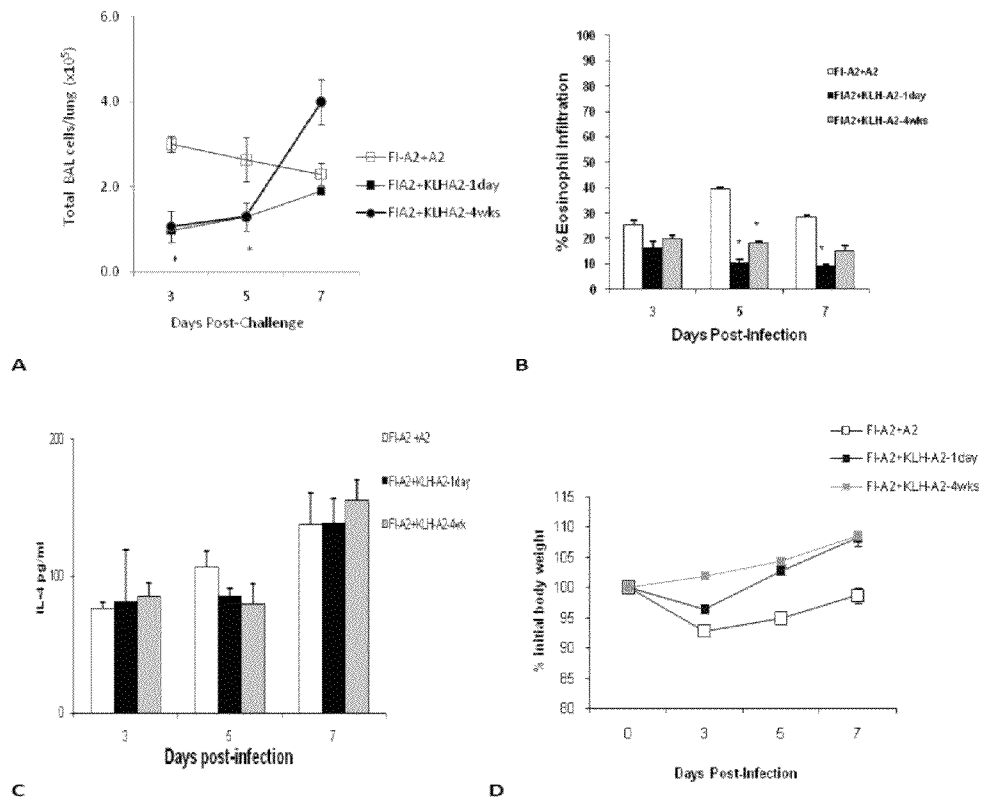 6.0
4.0
2.0
0.0
Total BAL cells/lung (x10⁵)
FI-A2+A2
FIA2+KLHA2-1day
FIA2+KLHA2-4wks
*
*
3
5
7
Days Post-Challenge
A
100
90
80
70
60
50
40
30
20
10
0
%Eosinophil Infiltration
FI-A2+A2
FIA2+KLH-A2-1day
FIA2+KLH-A2-4wks
*
*
*
3
5
7
Days Post-Infection
B
200
100
0
IL-4 pg/ml
FI-A2+A2
FI-A2+KLH-A2-1day
FI-A2+KLH-A2-4wk
3
5
7
Days post-infection
C
FI-A2+A2
FI-A2+KLH-A2-1day
FI-A2+KLH-A2-4wks
115
110
105
100
95
90
85
80
% Initial body weight
0
3
5
7
Days Post-Infection
D